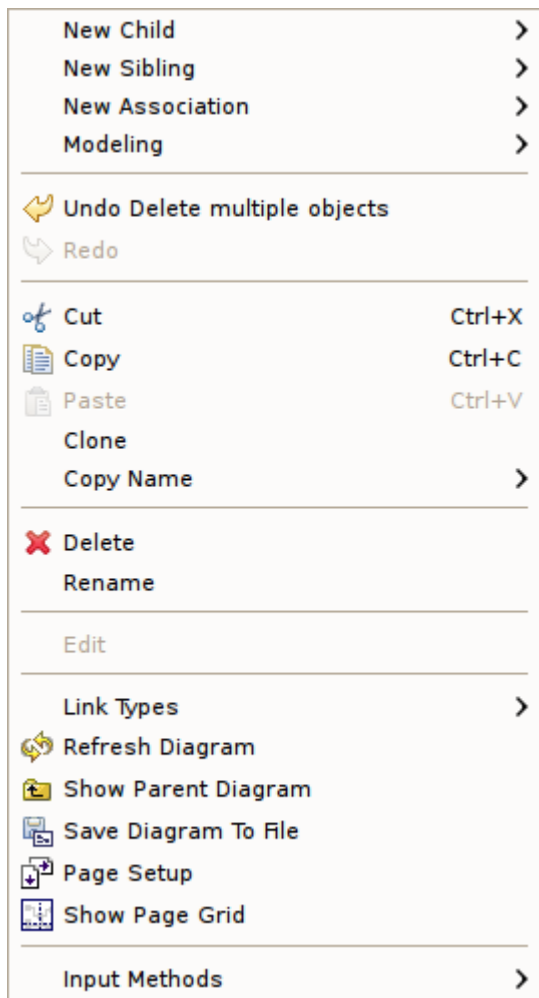 New Child
New Sibling
New Association
Modeling
Undo Delete multiple objects
Redo
Cut Ctrl+X
Copy Ctrl+C
Paste Ctrl+V
Clone
Copy Name
Delete
Rename
Edit
Link Types
Refresh Diagram
Show Parent Diagram
Save Diagram To File
Page Setup
Show Page Grid
Input Methods